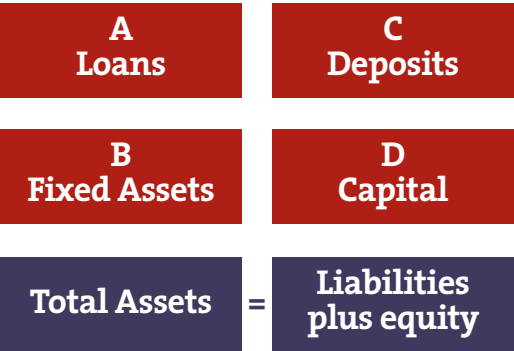 A
Loans
C
Deposits
B
Fixed Assets
D
Capital
Total Assets
=
Liabilities
plus equity